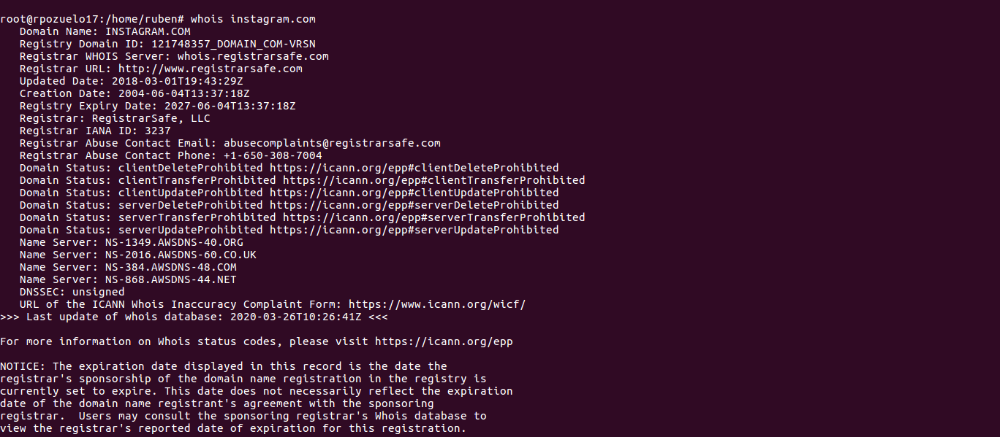 root@rpozuelo17:/home/ruben# whois instagram.com
Domain Name: INSTAGRAM.COM
Registry Domain ID: 121748357_DOMAIN_COM-VRSN
Registrar WHOIS Server: whois.registrarsafe.com
Registrar URL: http://www.registrarsafe.com
Updated Date: 2018-03-01T19:43:29Z
Creation Date: 2004-06-04T13:37:18Z
Registry Expiry Date: 2027-06-04T13:37:18Z
Registrar: RegistrarSafe, LLC
Registrar IANA ID: 3237
Registrar Abuse Contact Email: abusecomplaints@registrarsafe.com
Registrar Abuse Contact Phone: +1-650-308-7004
Domain Status: clientDeleteProhibited https://icann.org/epp#clientDeleteProhibited
Domain Status: clientTransferProhibited https://icann.org/epp#clientTransferProhibited
Domain Status: clientUpdateProhibited https://icann.org/epp#clientUpdateProhibited
Domain Status: serverDeleteProhibited https://icann.org/epp#serverDeleteProhibited
Domain Status: serverTransferProhibited https://icann.org/epp#serverTransferProhibited
Domain Status: serverUpdateProhibited https://icann.org/epp#serverUpdateProhibited
Name Server: NS-1349.AWSDNS-40.ORG
Name Server: NS-2016.AWSDNS-60.CO.UK
Name Server: NS-384.AWSDNS-48.COM
Name Server: NS-868.AWSDNS-44.NET
DNSSEC: unsigned
URL of the ICANN Whois Inaccuracy Complaint Form: https://www.icann.org/wicf/
>>> Last update of whois database: 2020-03-26T10:26:41Z <<<
For more information on Whois status codes, please visit https://icann.org/epp
NOTICE: The expiration date displayed in this record is the date the
registrar's sponsorship of the domain name registration in the registry is
currently set to expire. This date does not necessarily reflect the expiration
date of the domain name registrant's agreement with the sponsoring
registrar.  Users may consult the sponsoring registrar's Whois database to
view the registrar's reported date of expiration for this registration.